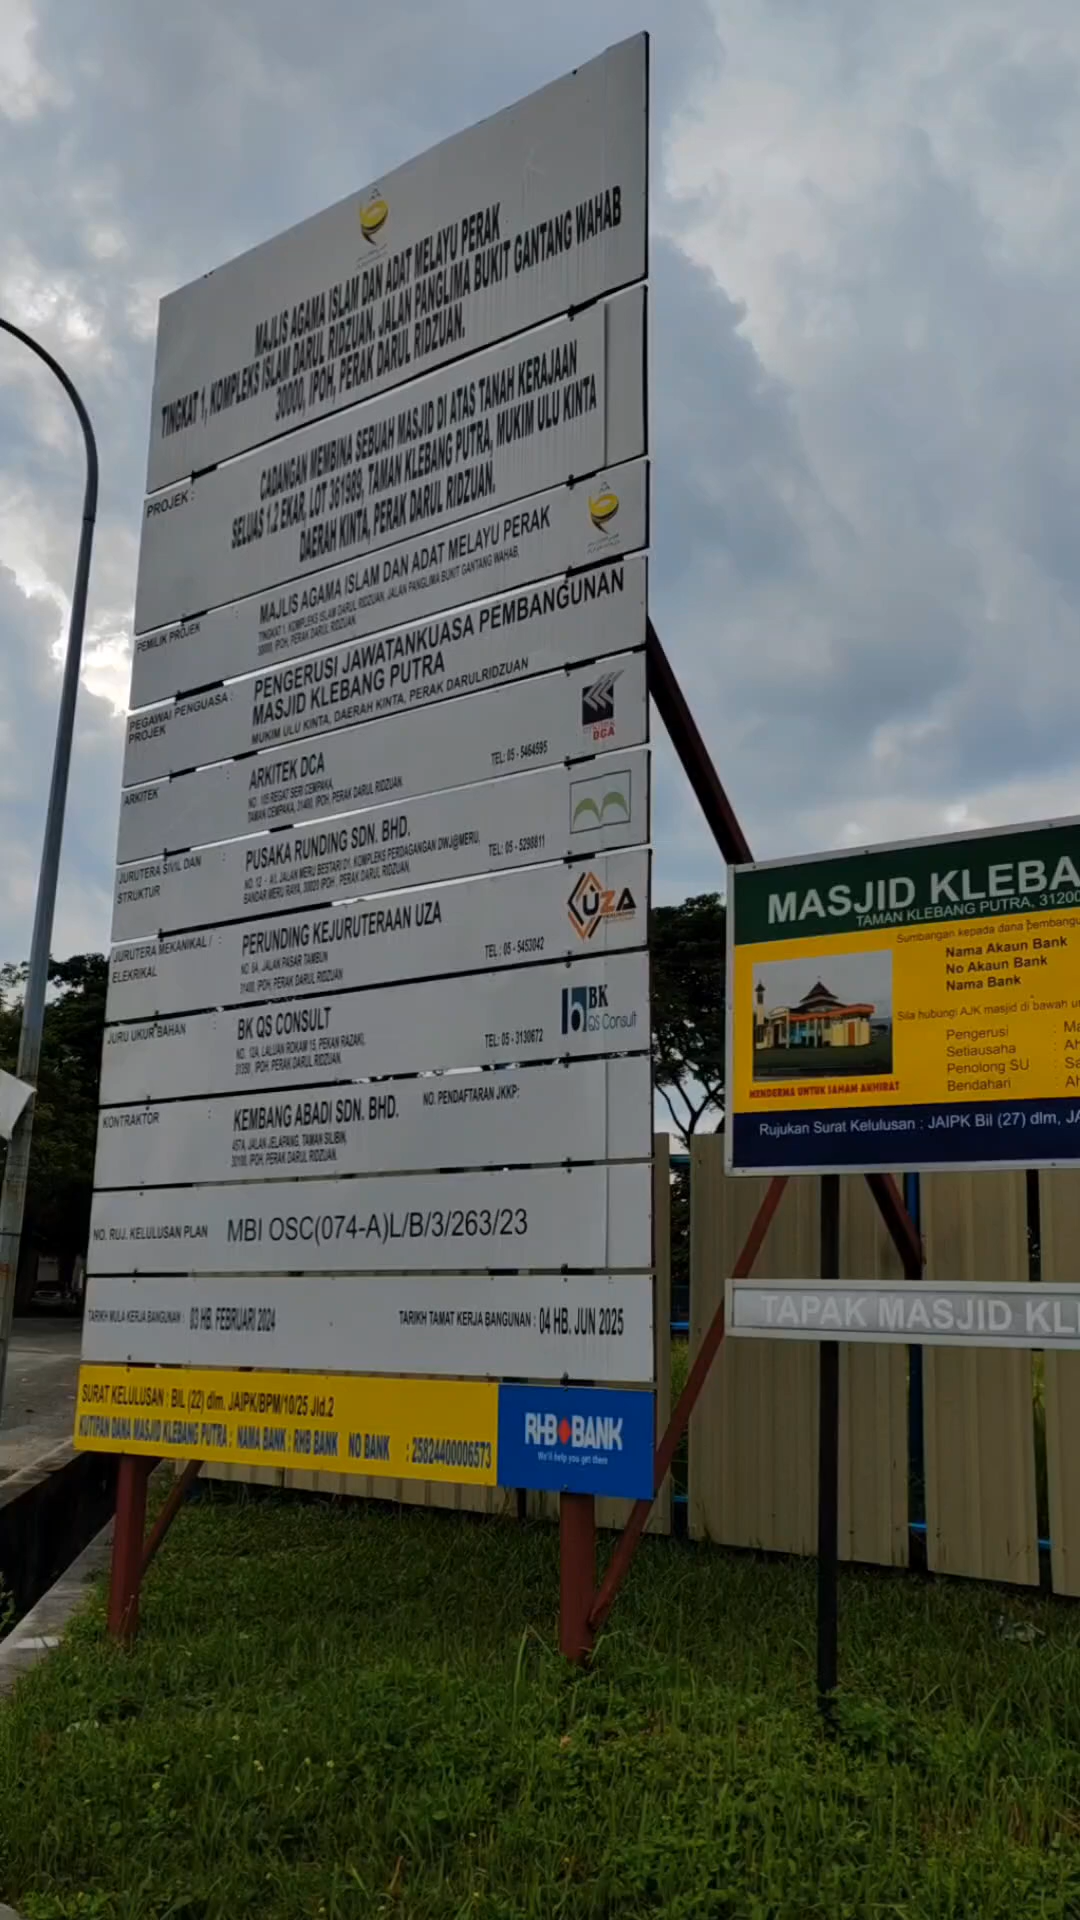 MAJLIS AGAMA ISLAM DAN ADAT MELAYU PERAK
TINGKAT 1, KOMPLEKS ISLAM DARUL RIDZUAN, JALAN PANGLIMA BUKIT GANTANG WAHAB
30000, IPOH, PERAK DARUL RIDZUAN.
PROJEK :
CADANGAN MEMBINA SEBUAH MASJID DI ATAS TANAH KERAJAAN
SELUAS 1.2 EKAR, LOT 361989, TAMAN KLEBANG PUTRA, MUKIM ULU KINTA
DAERAH KINTA, PERAK DARUL RIDZUAN.
PEMILIK PROJEK :
MAJLIS AGAMA ISLAM DAN ADAT MELAYU PERAK
TINGKAT 1, KOMPLEKS ISLAM DARUL RIDZUAN, JALAN PANGLIMA BUKIT GANTANG WAHAB,
30000, IPOH, PERAK DARUL RIDZUAN
PEGAWAI PENGUASA :
PROJEK
PENGERUSI JAWATANKUASA PEMBANGUNAN
MASJID KLEBANG PUTRA
MUKIM ULU KINTA, DAERAH KINTA, PERAK DARULRIDZUAN
ARKITEK :
ARKITEK DCA
NO. 105 REGAT SERI CEMPAKA,
TAMAN CEMPAKA, 31400, IPOH, PERAK DARUL RIDZUAN
TEL: 05 - 5464595
DCA
JURUTERA SIVIL DAN :
STRUKTUR
PUSAKA RUNDING SDN. BHD.
NO. 12 - A1, JALAN MERU BESTARI D1, KOMPLEKS PERDAGANGAN DWJ@MERU,
BANDAR MERU RAYA, 30020 IPOH, PERAK DARUL RIDZUAN.
TEL: 05 - 5298811
JURUTERA MEKANIKAL / :
ELEKRIKAL
PERUNDING KEJURUTERAAN UZA
NO. 8A, JALAN PASAR TAMBUN
31400, IPOH, PERAK DARUL RIDZUAN
TEL : 05 - 5453042
UZA
JURU UKUR BAHAN :
BK QS CONSULT
NO. 12A, LALUAN ROKAM 15, PEKAN RAZAKI,
31350, IPOH, PERAK DARUL RIDZUAN.
TEL: 05 - 3130672
BK
QS Consult
KONTRAKTOR :
KEMBANG ABADI SDN. BHD.
NO. PENDAFTARAN JKKP:
457A, JALAN JELAPANG, TAMAN SILIBIN,
30100, IPOH, PERAK DARUL RIDZUAN.
NO. RUJ. KELULUSAN PLAN
MBI OSC(074-A)L/B/3/263/23
TARIKH MULA KERJA BANGUNAN : 03 HB. FEBRUARI 2024
TARIKH TAMAT KERJA BANGUNAN : 04 HB. JUN 2025
SURAT KELULUSAN : BIL (22) dlm. JAIPK/BPM/10/25 Jld.2
KUTIPAN DANA MASJID KLEBANG PUTRA : NAMA BANK : RHB BANK NO BANK : 25824400006573
RHB BANK
We'll help you get there
MASJID KLEBA
TAMAN KLEBANG PUTRA, 3120
Sumbangan kepada dana pembangu
Nama Akaun Bank
No Akaun Bank
Nama Bank
Sila hubungi AJK masjid di bawah u
Pengerusi : Ma
Setiausaha : Ah
Penolong SU : Sa
Bendahari : Ah
MENDERMA UNTUK SAHAM AKHIRAT
Rujukan Surat Kelulusan : JAIPK Bil (27) dlm, JA
TAPAK MASJID KL